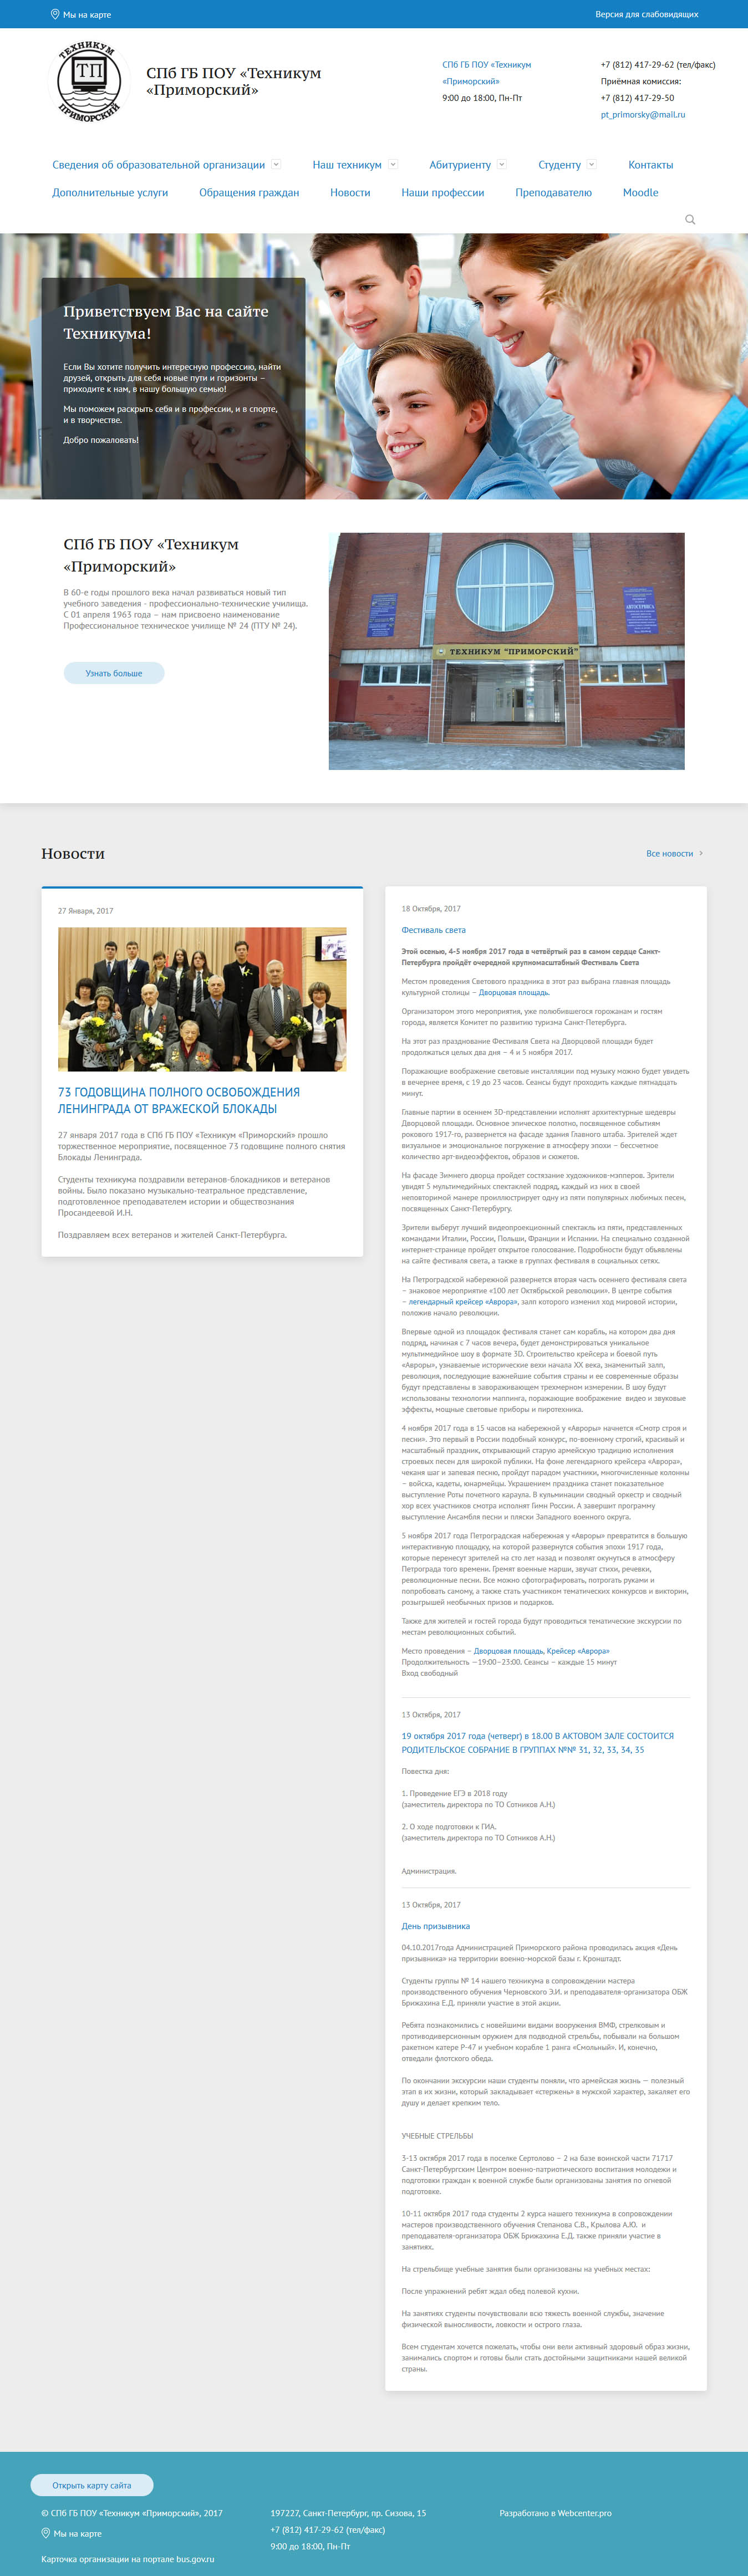 Мы на карте
Версия для слабовидящих
ТЕХНИКУМ
ТП
ПРИМОРСКИЙ
СПб ГБ ПОУ «Техникум
«Приморский»
СПб ГБ ПОУ «Техникум
«Приморский»
9:00 до 18:00, Пн-Пт
+7 (812) 417-29-62 (тел/факс)
Приёмная комиссия:
+7 (812) 417-29-50
pt_primorsky@mail.ru
Сведения об образовательной организации
Наш техникум
Абитуриенту
Студенту
Контакты
Дополнительные услуги
Обращения граждан
Новости
Наши профессии
Преподавателю
Moodle
Приветствуем Вас на сайте
Техникума!
Если Вы хотите получить интересную профессию, найти
друзей, открыть для себя новые пути и горизонты –
приходите к нам, в нашу большую семью!
Мы поможем раскрыть себя и в профессии, и в спорте,
и в творчестве.
Добро пожаловать!
СПб ГБ ПОУ «Техникум
«Приморский»
В 60-е годы прошлого века начал развиваться новый тип
учебного заведения - профессионально-технические училища.
С 01 апреля 1963 года – нам присвоено наименование
Профессиональное техническое училище № 24 (ПТУ № 24).
Узнать больше
АВТОСЕРВИС
ТЕХНИКУМ "ПРИМОРСКИЙ"
Новости
Все новости
27 Января, 2017
73 ГОДОВЩИНА ПОЛНОГО ОСВОБОЖДЕНИЯ
ЛЕНИНГРАДА ОТ ВРАЖЕСКОЙ БЛОКАДЫ
27 января 2017 года в СПб ГБ ПОУ «Техникум «Приморский» прошло
торжественное мероприятие, посвященное 73 годовщине полного снятия
Блокады Ленинграда.
Студенты техникума поздравили ветеранов-блокадников и ветеранов
войны. Было показано музыкально-театральное представление,
подготовленное преподавателем истории и обществознания
Просандеевой И.Н.
Поздравляем всех ветеранов и жителей Санкт-Петербурга.
18 Октября, 2017
Фестиваль света
Этой осенью, 4-5 ноября 2017 года в четвёртый раз в самом сердце Санкт-
Петербурга пройдёт очередной крупномасштабный Фестиваль Света
Местом проведения Светового праздника в этот раз выбрана главная площадь
культурной столицы – Дворцовая площадь.
Организатором этого мероприятия, уже полюбившегося горожанам и гостям
города, является Комитет по развитию туризма Санкт-Петербурга.
На этот раз празднование Фестиваля Света на Дворцовой площади будет
продолжаться целых два дня – 4 и 5 ноября 2017.
Поражающие воображение световые инсталляции под музыку можно будет увидеть
в вечернее время, с 19 до 23 часов. Сеансы будут проходить каждые пятнадцать
минут.
Главные партии в осеннем 3D-представлении исполнят архитектурные шедевры
Дворцовой площади. Основное эпическое полотно, посвященное событиям
рокового 1917-го, развернется на фасаде здания Главного штаба. Зрителей ждет
визуальное и эмоциональное погружение в атмосферу эпохи – бессчетное
количество арт-видеоэффектов, образов и сюжетов.
На фасаде Зимнего дворца пройдет состязание художников-мэпперов. Зрители
увидят 5 мультимедийных спектаклей подряд, каждый из них в своей
неповторимой манере проиллюстрирует одну из пяти популярных любимых песен,
посвященных Санкт-Петербургу.
Зрители выберут лучший видеопроекционный спектакль из пяти, представленных
командами Италии, России, Польши, Франции и Испании. На специально созданной
интернет-странице пройдет открытое голосование. Подробности будут объявлены
на сайте фестиваля света, а также в группах фестиваля в социальных сетях.
На Петроградской набережной развернется вторая часть осеннего фестиваля света
– знаковое мероприятие «100 лет Октябрьской революции». В центре события
– легендарный крейсер «Аврора», залп которого изменил ход мировой истории,
положив начало революции.
Впервые одной из площадок фестиваля станет сам корабль, на котором два дня
подряд, начиная с 7 часов вечера, будет демонстрироваться уникальное
мультимедийное шоу в формате 3D. Строительство крейсера и боевой путь
«Авроры», узнаваемые исторические вехи начала XX века, знаменитый залп,
революция, последующие важнейшие события страны и ее современные образы
будут представлены в завораживающем трехмерном измерении. В шоу будут
использованы технологии маппинга, поражающие воображение видео и звуковые
эффекты, мощные световые приборы и пиротехника.
4 ноября 2017 года в 15 часов на набережной у «Авроры» начнется «Смотр строя и
песни». Это первый в России подобный конкурс, по-военному строгий, красивый и
масштабный праздник, открывающий старую армейскую традицию исполнения
строевых песен для широкой публики. На фоне легендарного крейсера «Аврора»,
чеканя шаг и запевая песню, пройдут парадом участники, многочисленные колонны
– войска, кадеты, юнармейцы. Украшением праздника станет показательное
выступление Роты почетного караула. В кульминации сводный оркестр и сводный
хор всех участников смотра исполнят Гимн России. А завершит программу
выступление Ансамбля песни и пляски Западного военного округа.
5 ноября 2017 года Петроградская набережная у «Авроры» превратится в большую
интерактивную площадку, на которой развернутся события эпохи 1917 года,
которые перенесут зрителей на сто лет назад и позволят окунуться в атмосферу
Петрограда того времени. Гремят военные марши, звучат стихи, речевки,
революционные песни. Все можно сфотографировать, потрогать руками и
попробовать самому, а также стать участником тематических конкурсов и викторин,
розыгрышей необычных призов и подарков.
Также для жителей и гостей города будут проводиться тематические экскурсии по
местам революционных событий.
Место проведения – Дворцовая площадь, Крейсер «Аврора»
Продолжительность —19:00–23:00. Сеансы – каждые 15 минут
Вход свободный
13 Октября, 2017
19 октября 2017 года (четверг) в 18.00 В АКТОВОМ ЗАЛЕ СОСТОИТСЯ
РОДИТЕЛЬСКОЕ СОБРАНИЕ В ГРУППАХ №№ 31, 32, 33, 34, 35
Повестка дня:
1. Проведение ЕГЭ в 2018 году
(заместитель директора по ТО Сотников А.Н.)
2. О ходе подготовки к ГИА.
(заместитель директора по ТО Сотников А.Н.)
Администрация.
13 Октября, 2017
День призывника
04.10.2017года Администрацией Приморского района проводилась акция «День
призывника» на территории военно-морской базы г. Кронштадт.
Студенты группы № 14 нашего техникума в сопровождении мастера
производственного обучения Черновского Э.И. и преподавателя-организатора ОБЖ
Брижахина Е.Д. приняли участие в этой акции.
Ребята познакомились с новейшими видами вооружения ВМФ, стрелковым и
противодиверсионным оружием для подводной стрельбы, побывали на большом
ракетном катере Р-47 и учебном корабле 1 ранга «Смольный». И, конечно,
отведали флотского обеда.
По окончании экскурсии наши студенты поняли, что армейская жизнь — полезный
этап в их жизни, который закладывает «стержень» в мужской характер, закаляет его
душу и делает крепким тело.
УЧЕБНЫЕ СТРЕЛЬБЫ
3-13 октября 2017 года в поселке Сертолово – 2 на базе воинской части 71717
Санкт-Петербургским Центром военно-патриотического воспитания молодежи и
подготовки граждан к военной службе были организованы занятия по огневой
подготовке.
10-11 октября 2017 года студенты 2 курса нашего техникума в сопровождении
мастеров производственного обучения Степанова С.В., Крылова А.Ю. и
преподавателя-организатора ОБЖ Брижахина Е.Д. также приняли участие в
занятиях.
На стрельбище учебные занятия были организованы на учебных местах:
После упражнений ребят ждал обед полевой кухни.
На занятиях студенты почувствовали всю тяжесть военной службы, значение
физической выносливости, ловкости и острого глаза.
Всем студентам хочется пожелать, чтобы они вели активный здоровый образ жизни,
занимались спортом и готовы были стать достойными защитниками нашей великой
страны.
Открыть карту сайта
© СПб ГБ ПОУ «Техникум «Приморский», 2017
Мы на карте
Карточка организации на портале bus.gov.ru
197227, Санкт-Петербург, пр. Сизова, 15
+7 (812) 417-29-62 (тел/факс)
9:00 до 18:00, Пн-Пт
Разработано в Webcenter.pro